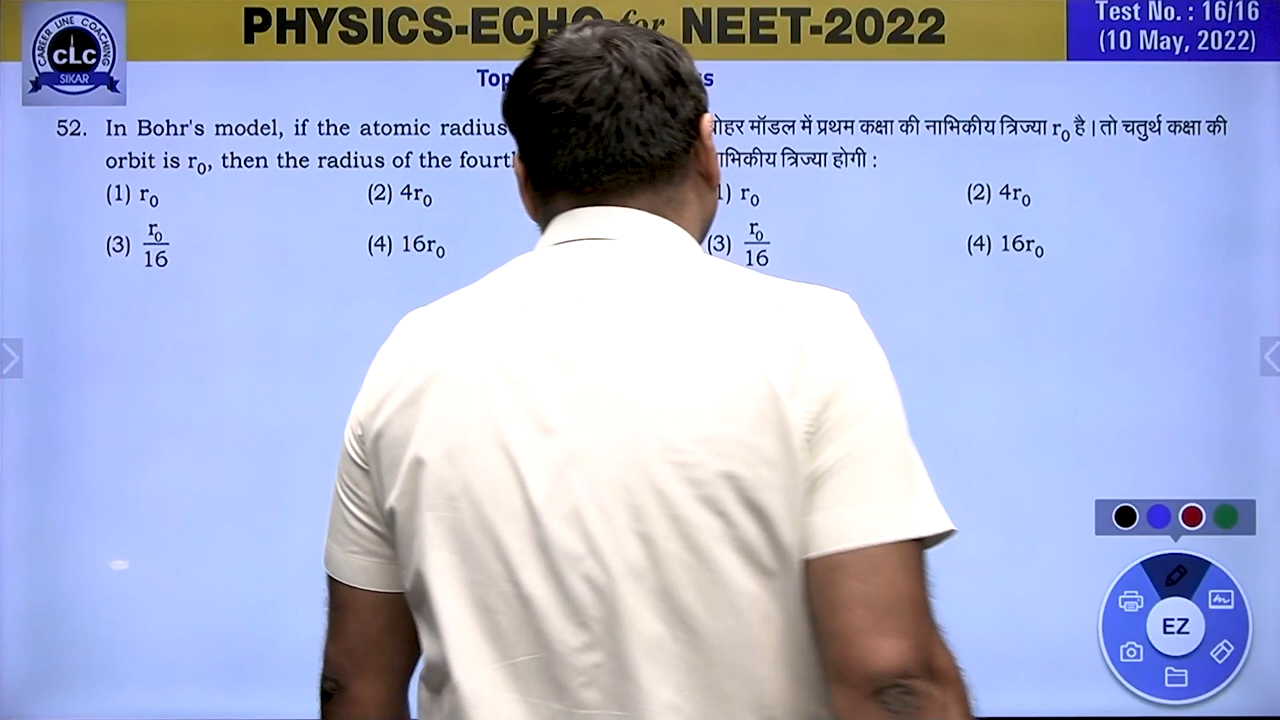 PHYSICS-ECHO for NEET-2022
Test No. : 16/16
(10 May, 2022)
CAREER LINE COACHING
CLC
SIKAR
52. In Bohr's model, if the atomic radius
orbit is r₀, then the radius of the
(1) r₀ (2) 4r₀
(3) r₀/16 (4) 16r₀
मॉडल में प्रथम कक्षा की नाभिकीय त्रिज्या r₀ है। तो चतुर्थ कक्षा की
त्रिज्या होगी :
1) r₀ (2) 4r₀
(3) r₀/16 (4) 16r₀
EZ